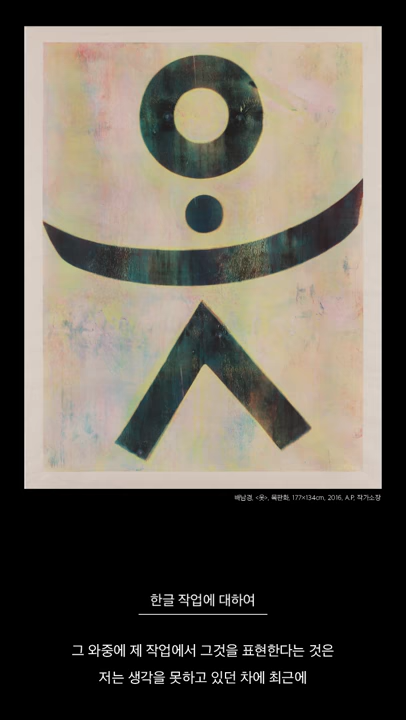 옷
배남경, <옷>, 목판화, 177×134cm, 2016, A.P, 작가소장
한글 작업에 대하여
그 와중에 제 작업에서 그것을 표현한다는 것은
저는 생각을 못하고 있던 차에 최근에